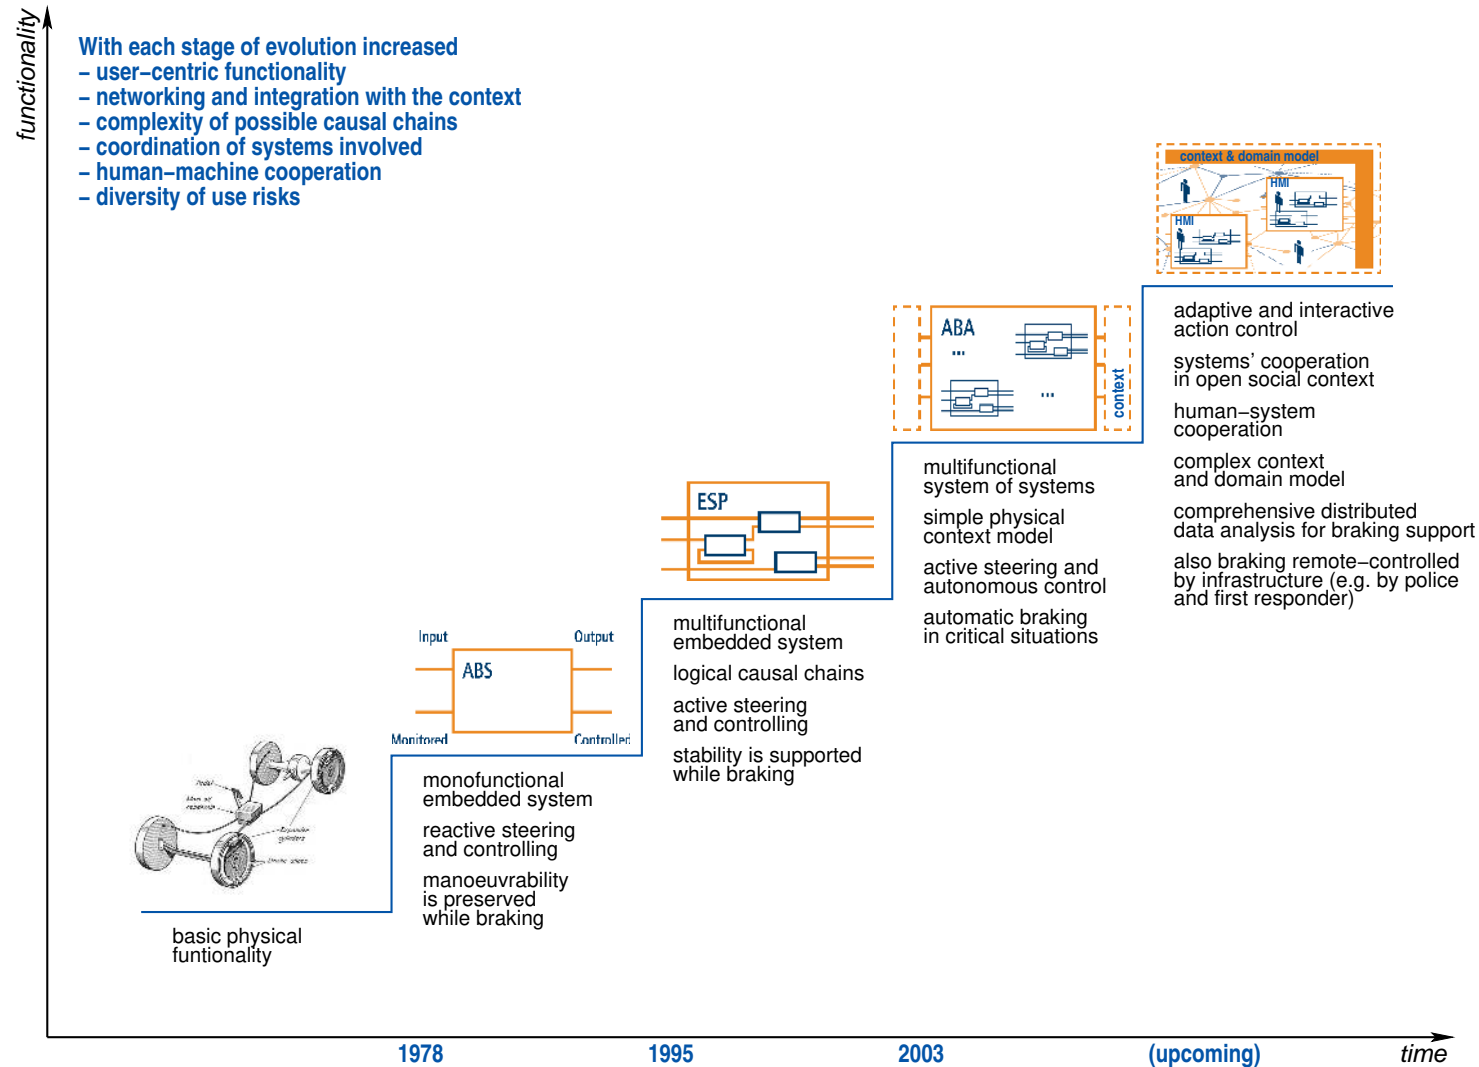 functionality
With each stage of evolution increased
– user–centric functionality
– networking and integration with the context
– complexity of possible causal chains
– coordination of systems involved
– human–machine cooperation
– diversity of use risks
context & domain model
HMI
HMI
adaptive and interactive
action control
systems' cooperation
in open social context
human–system
cooperation
complex context
and domain model
comprehensive distributed
data analysis for braking support
also braking remote–controlled
by infrastructure (e.g. by police
and first responder)
ABA
...
...
context
multifunctional
system of systems
simple physical
context model
active steering and
autonomous control
automatic braking
in critical situations
ESP
multifunctional
embedded system
logical causal chains
active steering
and controlling
stability is supported
while braking
Input
Output
ABS
Monitored
Controlled
monofunctional
embedded system
reactive steering
and controlling
manoeuvrability
is preserved
while braking
Pedal
Expander
cylinders
Brake shoes
basic physical
funtionality
1978
1995
2003
(upcoming)
time